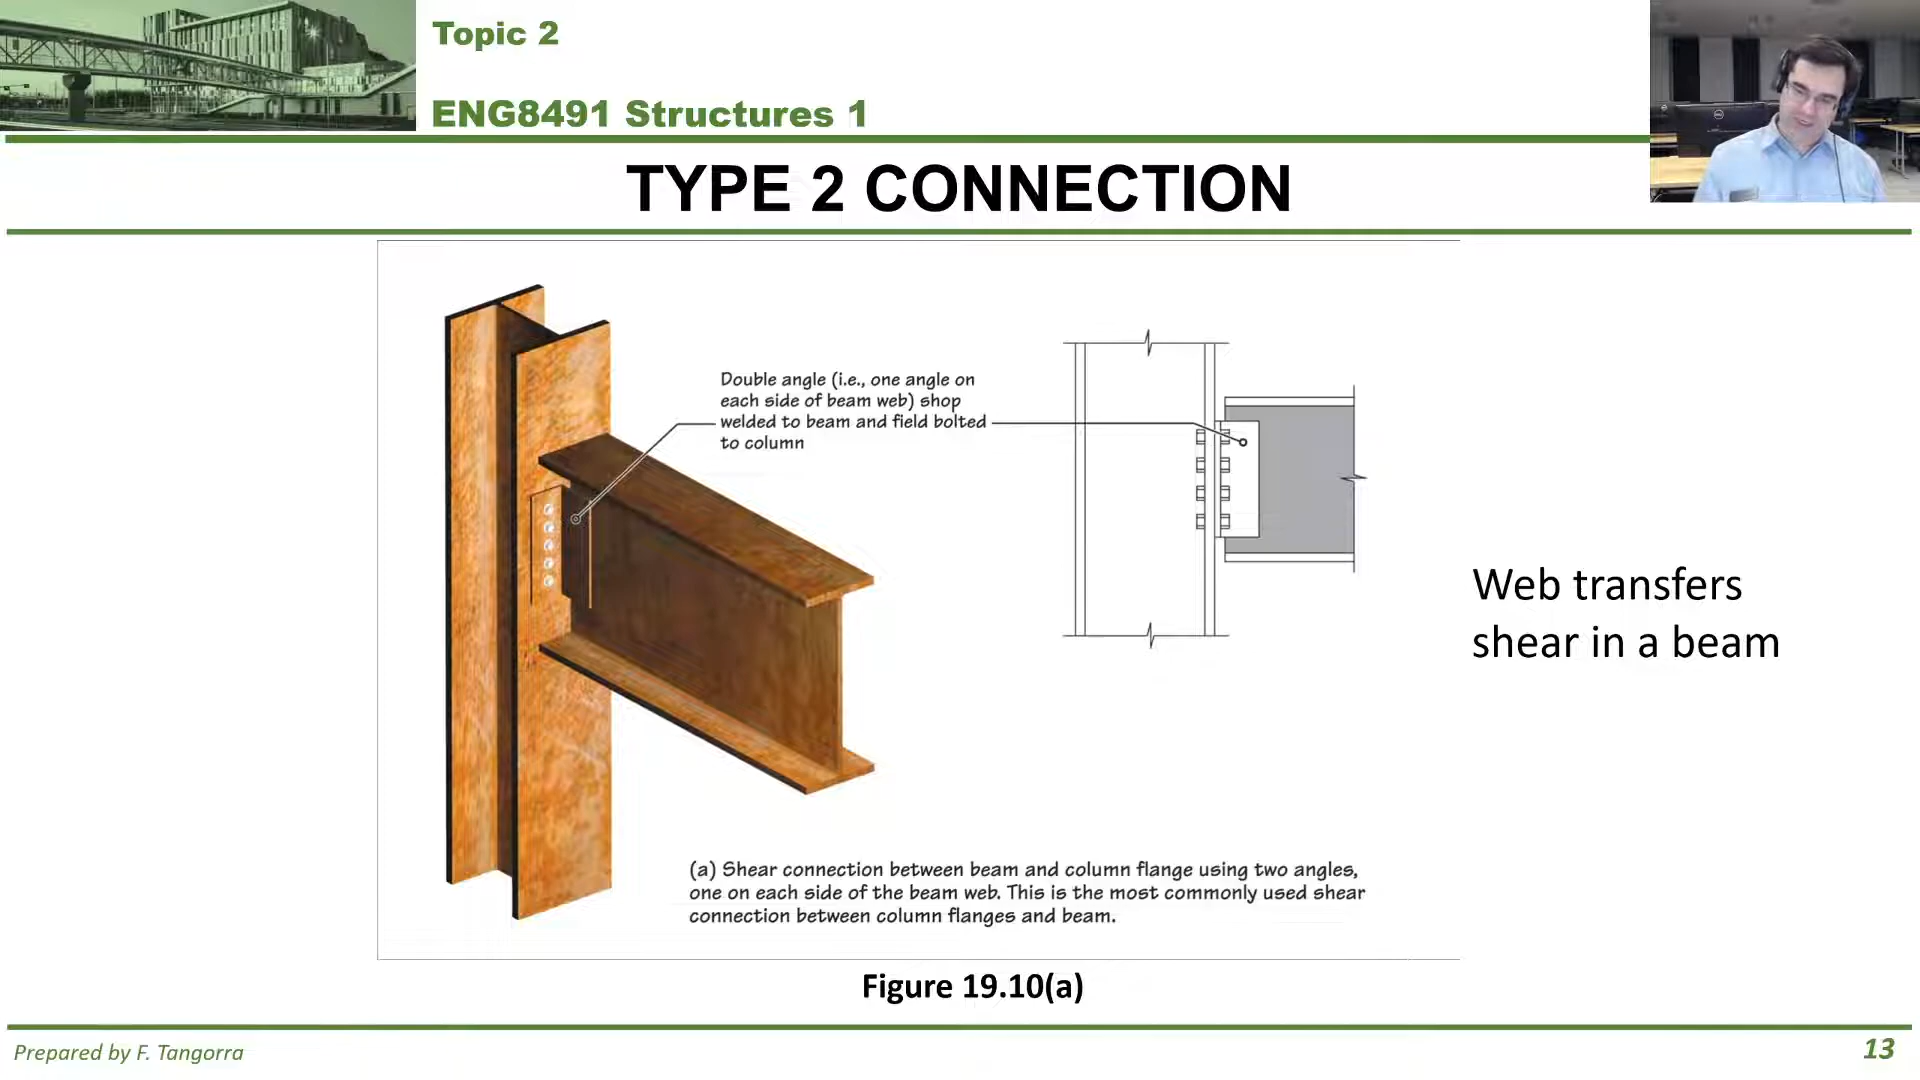 Topic 2
ENG8491 Structures 1
TYPE 2 CONNECTION
Double angle (i.e., one angle on
each side of beam web) shop
welded to beam and field bolted
to column
Web transfers
shear in a beam
(a) Shear connection between beam and column flange using two angles,
one on each side of the beam web. This is the most commonly used shear
connection between column flanges and beam.
Figure 19.10(a)
Prepared by F. Tangorra
13